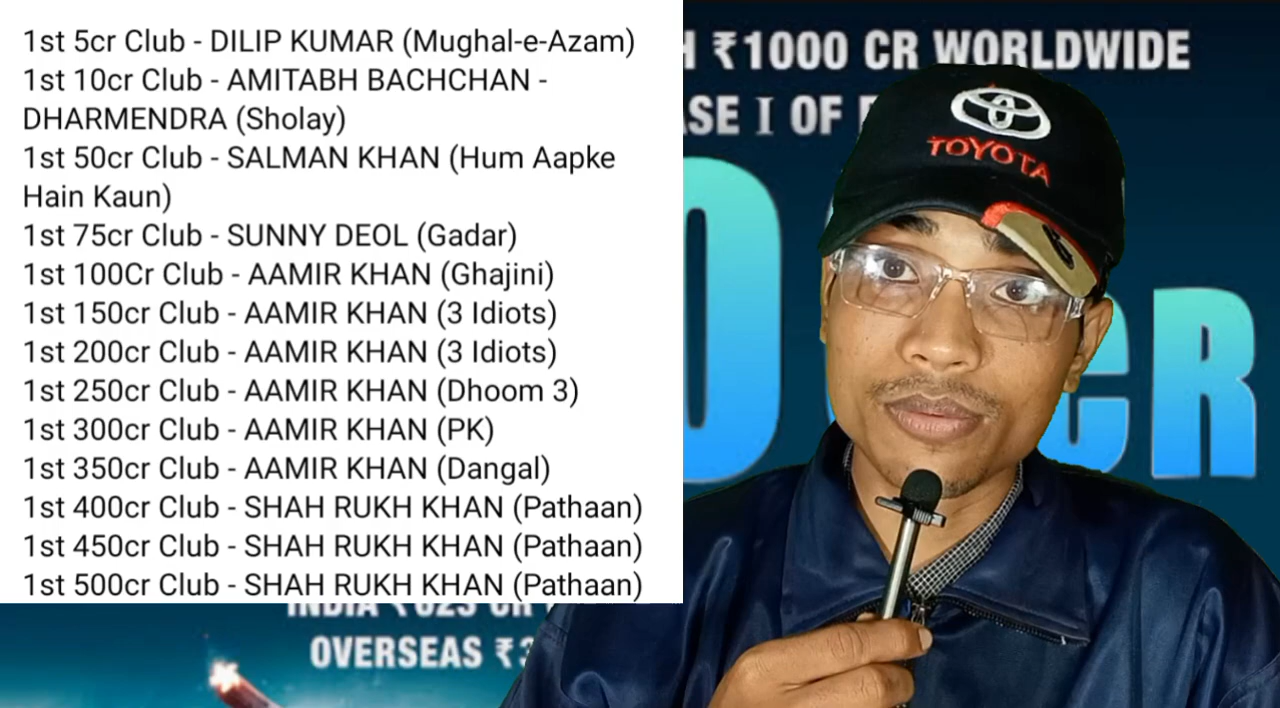 1st 5cr Club - DILIP KUMAR (Mughal-e-Azam)
1st 10cr Club - AMITABH BACHCHAN -
DHARMENDRA (Sholay)
1st 50cr Club - SALMAN KHAN (Hum Aapke
Hain Kaun)
1st 75cr Club - SUNNY DEOL (Gadar)
1st 100Cr Club - AAMIR KHAN (Ghajini)
1st 150cr Club - AAMIR KHAN (3 Idiots)
1st 200cr Club - AAMIR KHAN (3 Idiots)
1st 250cr Club - AAMIR KHAN (Dhoom 3)
1st 300cr Club - AAMIR KHAN (PK)
1st 350cr Club - AAMIR KHAN (Dangal)
1st 400cr Club - SHAH RUKH KHAN (Pathaan)
1st 450cr Club - SHAH RUKH KHAN (Pathaan)
1st 500cr Club - SHAH RUKH KHAN (Pathaan)
₹1000 CR WORLDWIDE
I OF
TOYOTA
CR
INDIA
OVERSEAS ₹